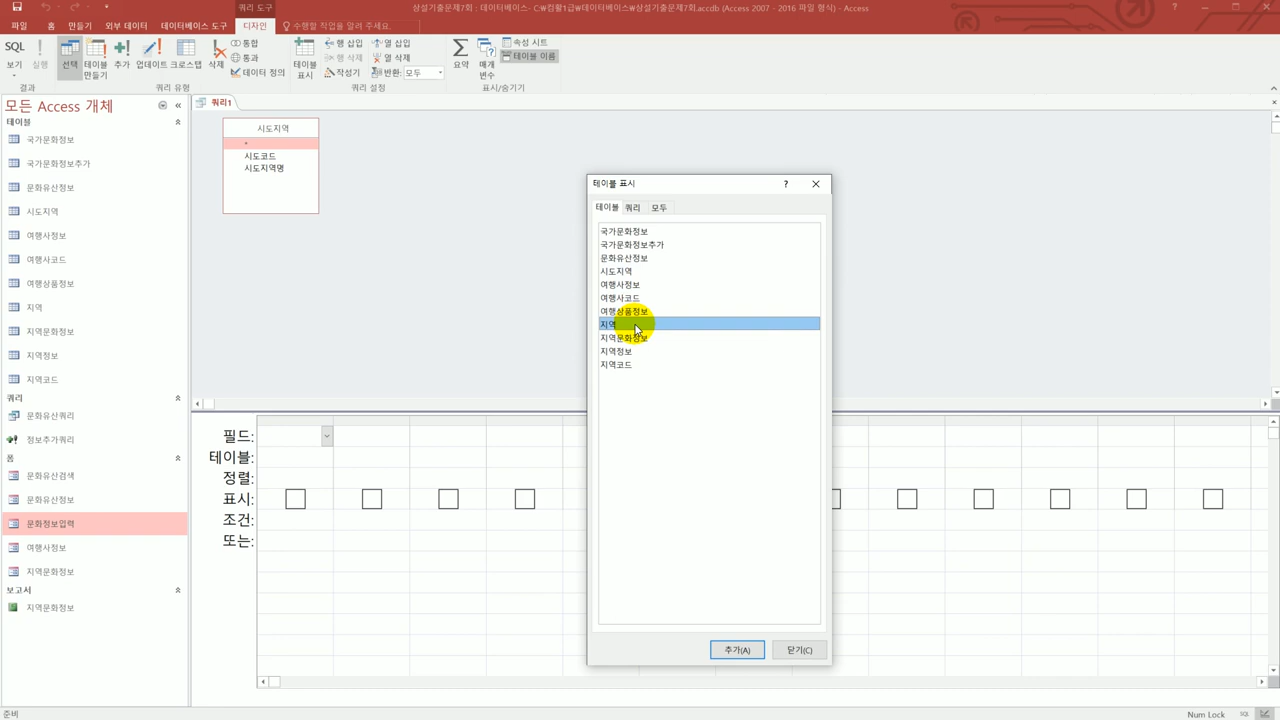 쿼리 도구
상설기출문제7회 : 데이터베이스- C:₩컴활1급₩데이터베이스₩상설기출문제7회.accdb (Access 2007 - 2016 파일 형식) - Access
파일 홈 만들기 외부 데이터 데이터베이스 도구 디자인 수행할 작업을 알려 주세요.
SQL
보기 실행 선택 테이블 만들기 추가 업데이트 크로스탭 삭제
통합
통과
데이터 정의
테이블 표시
행 삽입 열 삽입
행 삭제 열 삭제
작성기 반환: 모두
요약 매개 변수
속성 시트
테이블 이름
결과 쿼리 유형 쿼리 설정 표시/숨기기
모든 Access 개체
테이블
국가문화정보
국가문화정보추가
문화유산정보
시도지역
여행사정보
여행사코드
여행상품정보
지역
지역문화정보
지역정보
지역코드
쿼리
문화유산쿼리
정보추가쿼리
폼
문화유산검색
문화유산정보
문화정보입력
여행사정보
지역문화정보
보고서
지역문화정보
쿼리1
시도지역
*
시도코드
시도지역명
테이블 표시
테이블 쿼리 모두
국가문화정보
국가문화정보추가
문화유산정보
시도지역
여행사정보
여행사코드
여행상품정보
지역
지역문화정보
지역정보
지역코드
추가(A) 닫기(C)
필드:
테이블:
정렬:
표시:
조건:
또는:
준비
Num Lock SQL